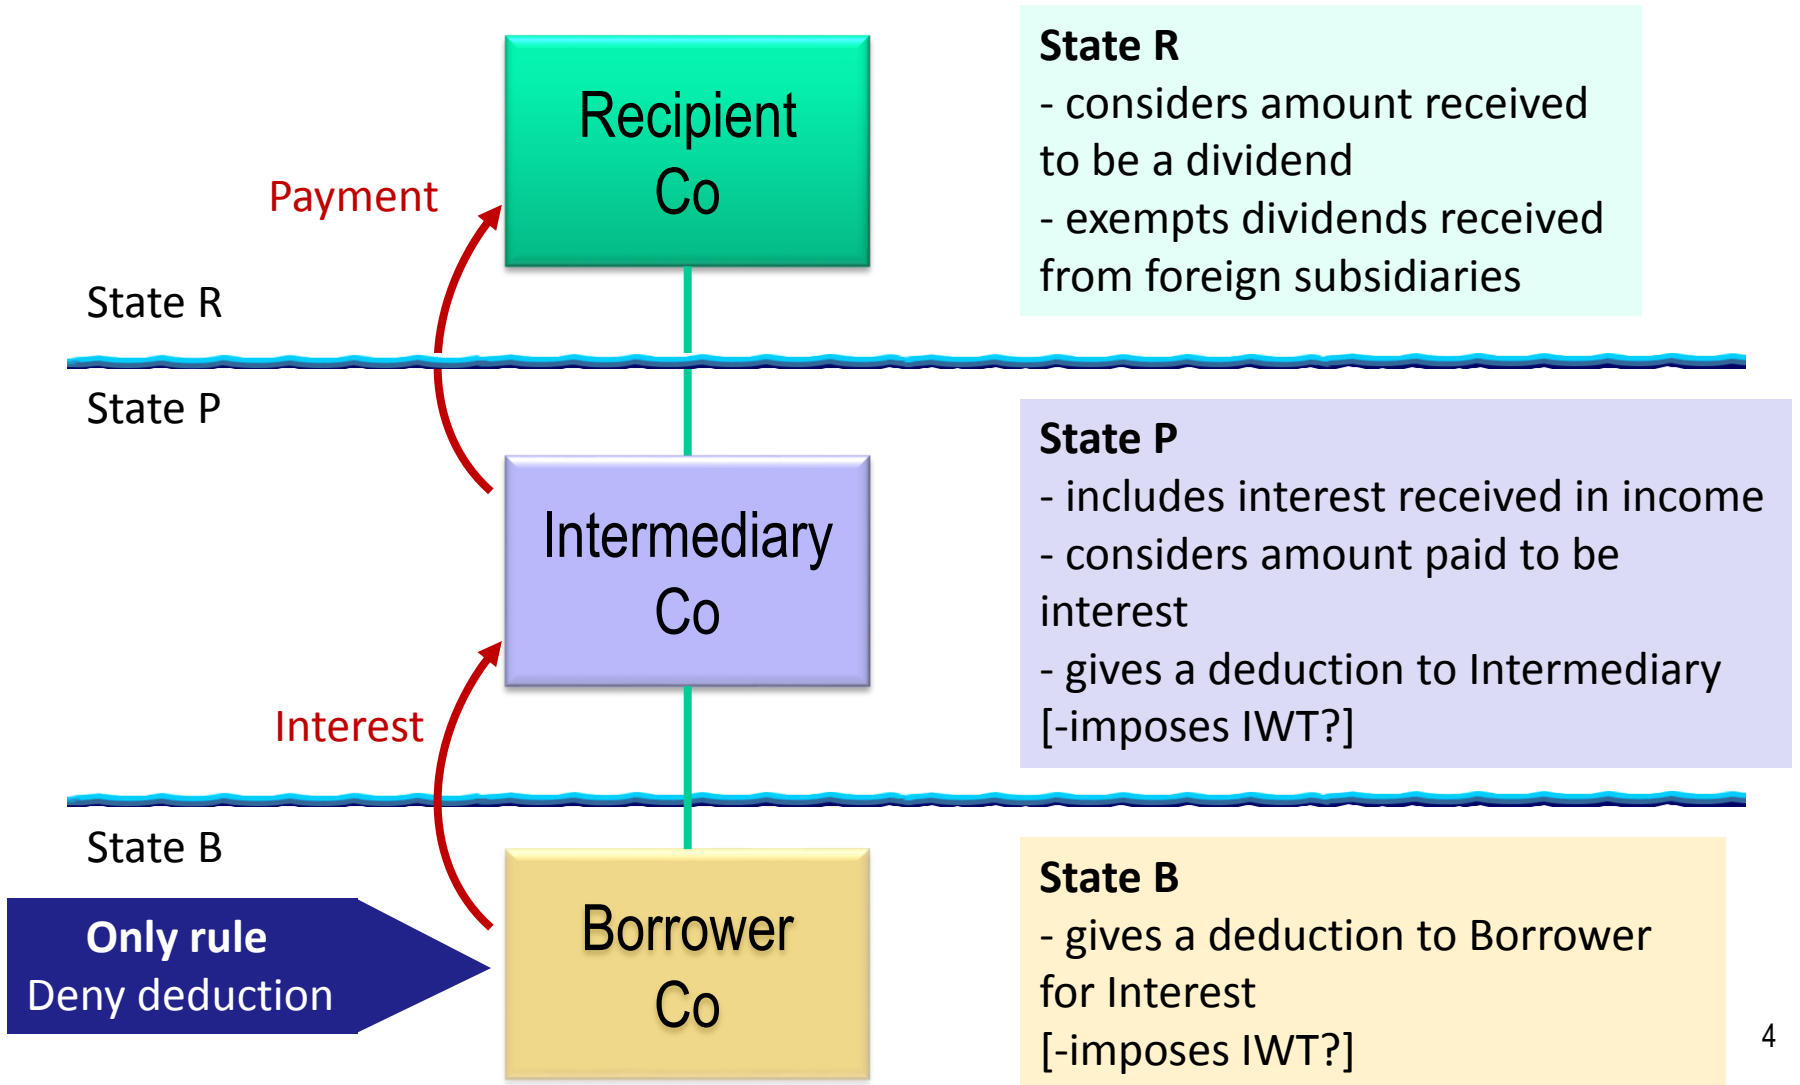 Recipient
Co
State R
- considers amount received
to be a dividend
- exempts dividends received
from foreign subsidiaries
Payment
State R
State P
Intermediary
Co
State P
- includes interest received in income
- considers amount paid to be
interest
- gives a deduction to Intermediary
[-imposes IWT?]
Interest
State B
Only rule
Deny deduction
Borrower
Co
State B
- gives a deduction to Borrower
for Interest
[-imposes IWT?]
4